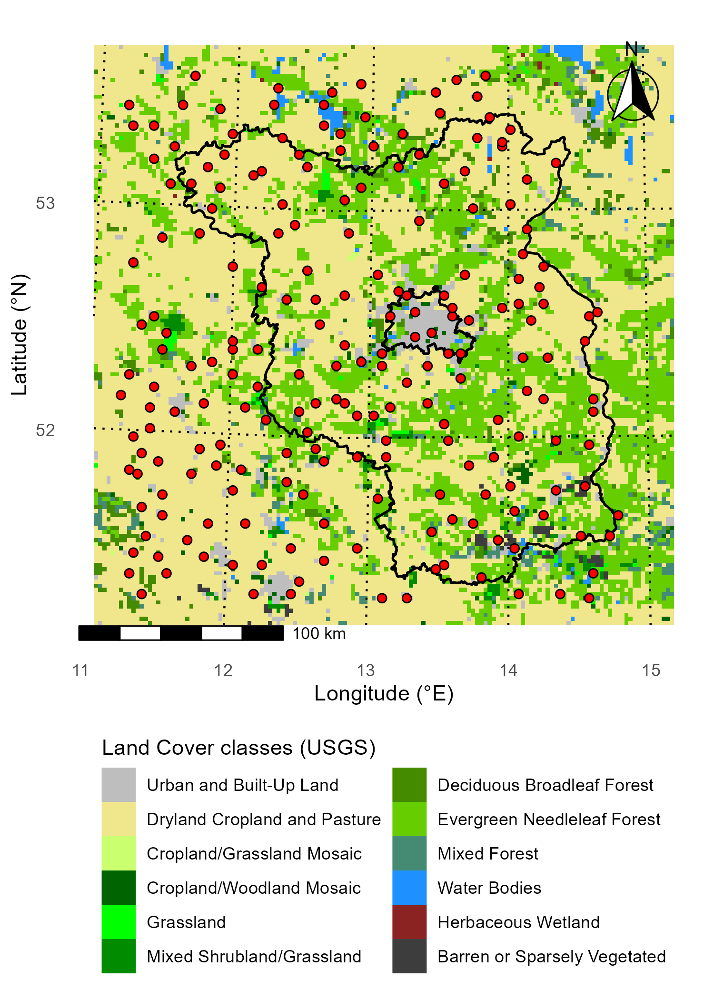 N
53
52
Latitude (°N)
100 km
11 12 13 14 15
Longitude (°E)
Land Cover classes (USGS)
Urban and Built-Up Land
Dryland Cropland and Pasture
Cropland/Grassland Mosaic
Cropland/Woodland Mosaic
Grassland
Mixed Shrubland/Grassland
Deciduous Broadleaf Forest
Evergreen Needleleaf Forest
Mixed Forest
Water Bodies
Herbaceous Wetland
Barren or Sparsely Vegetated